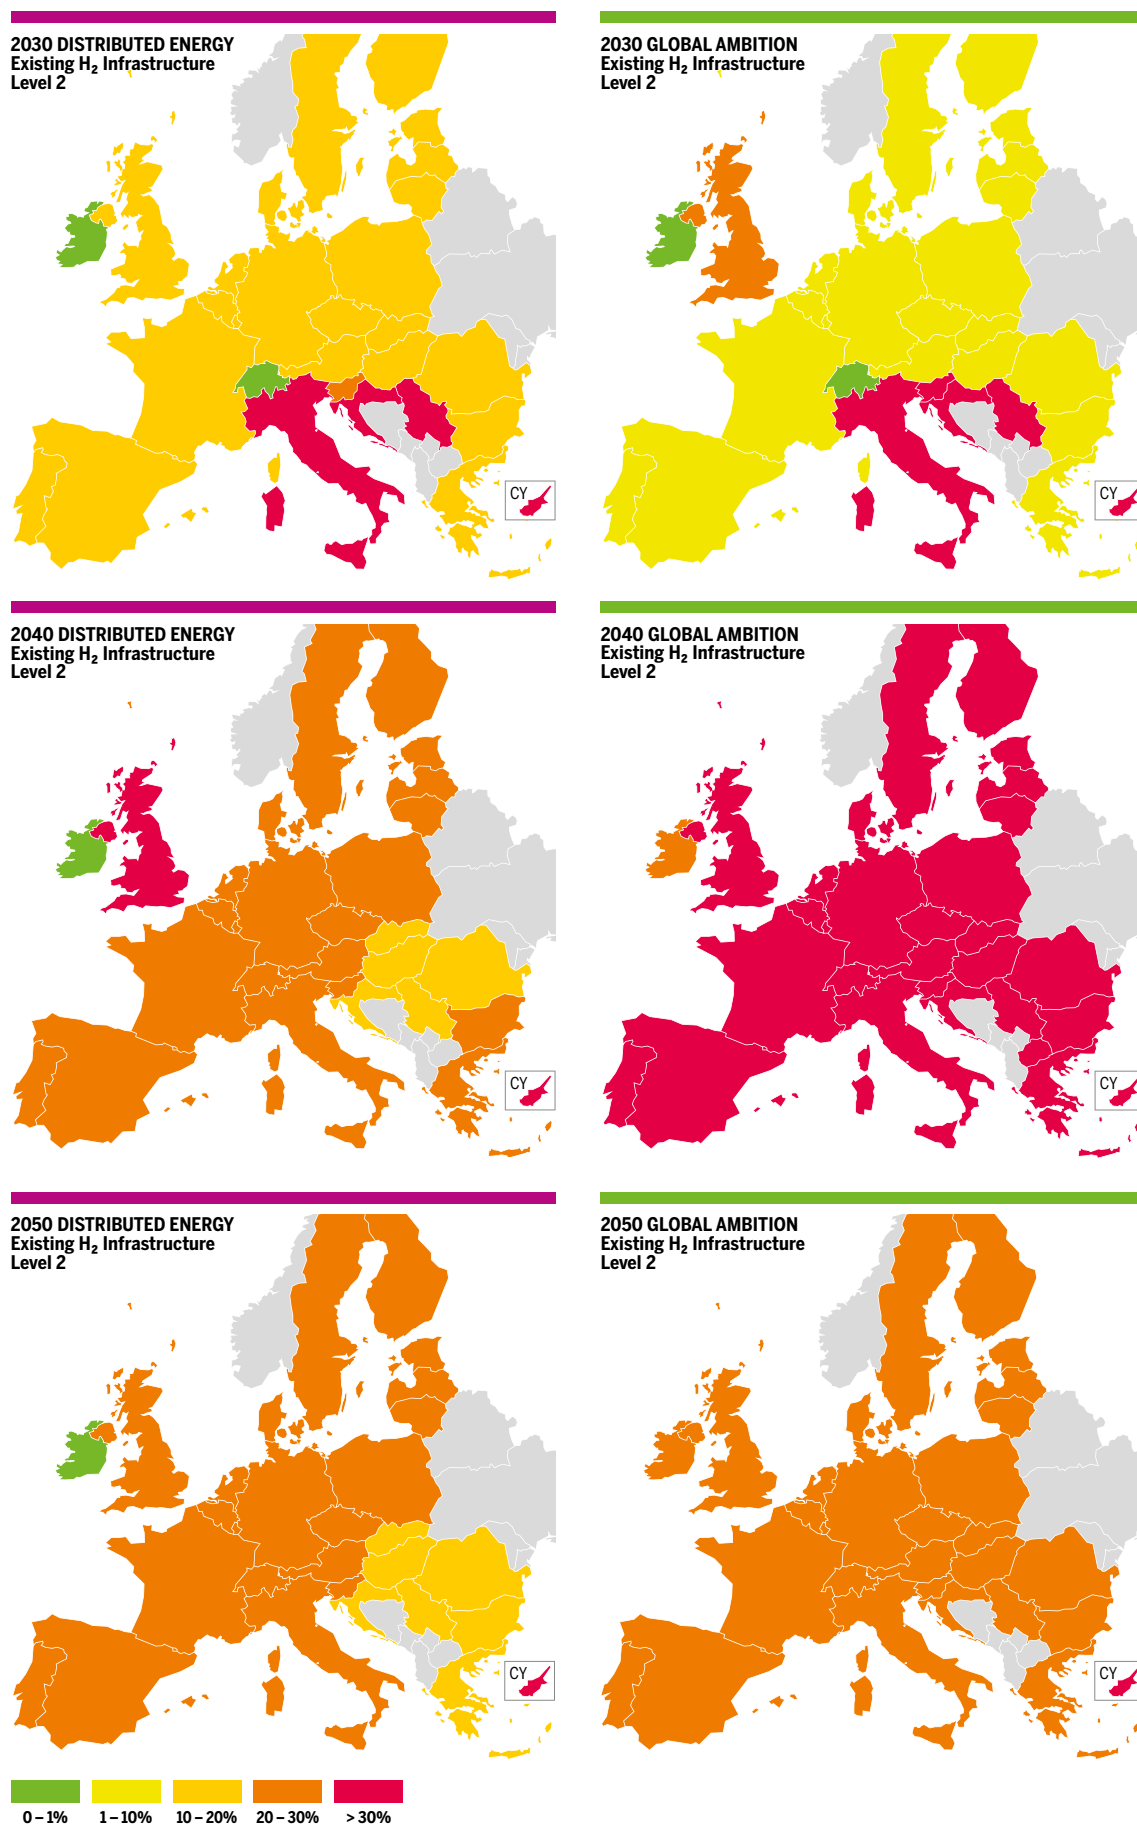 2030 DISTRIBUTED ENERGY
Existing H₂ Infrastructure
Level 2
CY
2030 GLOBAL AMBITION
Existing H₂ Infrastructure
Level 2
CY
2040 DISTRIBUTED ENERGY
Existing H₂ Infrastructure
Level 2
CY
2040 GLOBAL AMBITION
Existing H₂ Infrastructure
Level 2
CY
2050 DISTRIBUTED ENERGY
Existing H₂ Infrastructure
Level 2
CY
2050 GLOBAL AMBITION
Existing H₂ Infrastructure
Level 2
CY
0 – 1% 1 – 10% 10 – 20% 20 – 30% > 30%